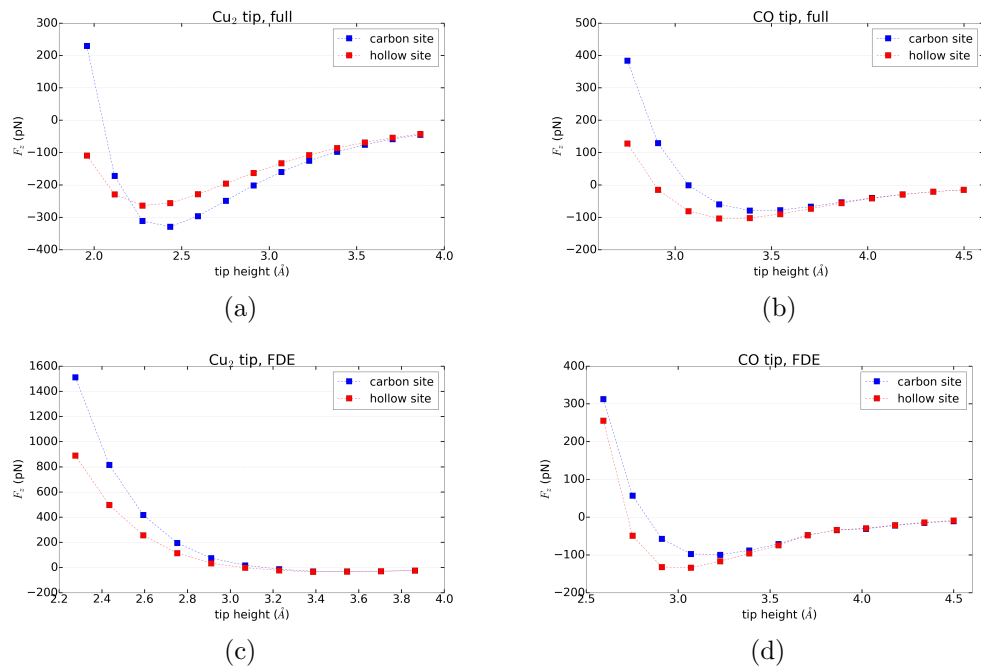 Cu₂ tip, full
300
200
100
0
−100
−200
−300
−400
F_z (pN)
2.0 2.5 3.0 3.5 4.0
tip height (Å)
carbon site
hollow site
(a)
CO tip, full
500
400
300
200
100
0
−100
−200
F_z (pN)
3.0 3.5 4.0 4.5
tip height (Å)
carbon site
hollow site
(b)
Cu₂ tip, FDE
1600
1400
1200
1000
800
600
400
200
0
−200
F_z (pN)
2.2 2.4 2.6 2.8 3.0 3.2 3.4 3.6 3.8 4.0
tip height (Å)
carbon site
hollow site
(c)
CO tip, FDE
400
300
200
100
0
−100
−200
F_z (pN)
2.5 3.0 3.5 4.0 4.5
tip height (Å)
carbon site
hollow site
(d)